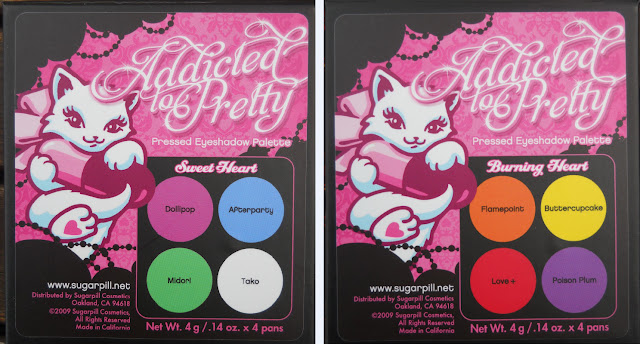 Addicted
to Pretty
Pressed Eyeshadow Palette
Sweet Heart
Dollipop
Afterparty
Midori
Tako
www.sugarpill.net
Distributed by Sugarpill Cosmetics
Oakland, CA 94618
©2009 Sugarpill Cosmetics,
All Rights Reserved
Made in California
Net Wt. 4g /.14 oz. x 4 pans
Addicted
to Pretty
Pressed Eyeshadow Palette
Burning Heart
Flamepoint
Buttercupcake
Love+
Poison Plum
www.sugarpill.net
Distributed by Sugarpill Cosmetics
Oakland, CA 94618
©2009 Sugarpill Cosmetics,
All Rights Reserved
Made in California
Net Wt. 4g /.14 oz. x 4 pans